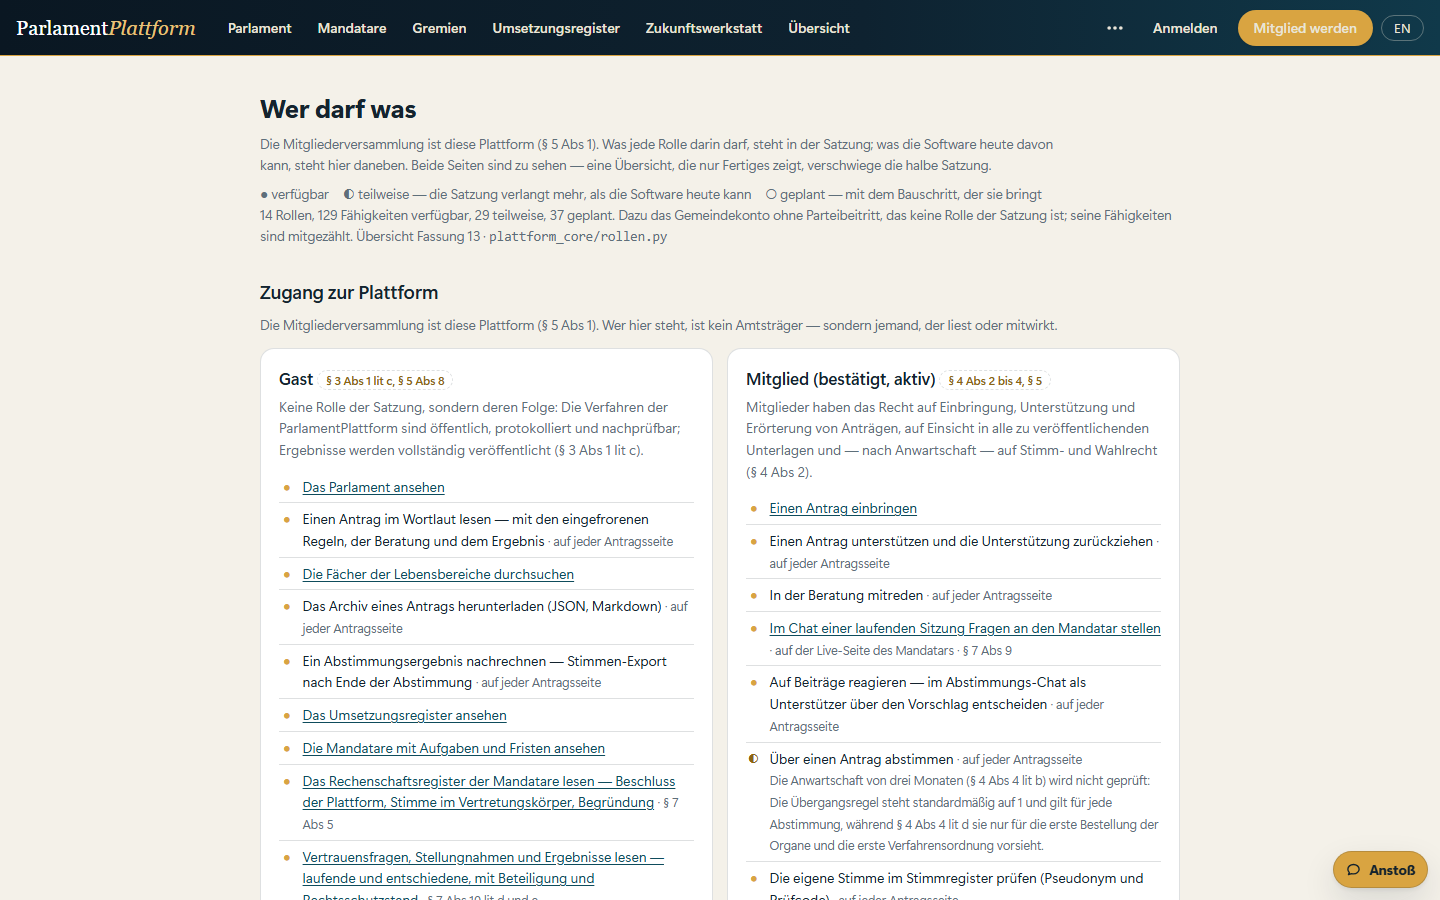 ParlamentPlattform Parlament Mandatare Gremien Umsetzungsregister Zukunftswerkstatt Übersicht ••• Anmelden Mitglied werden EN
Wer darf was
Die Mitgliederversammlung ist diese Plattform (§ 5 Abs 1). Was jede Rolle darin darf, steht in der Satzung; was die Software heute davon
kann, steht hier daneben. Beide Seiten sind zu sehen — eine Übersicht, die nur Fertiges zeigt, verschwiege die halbe Satzung.
● verfügbar ◐ teilweise — die Satzung verlangt mehr, als die Software heute kann ○ geplant — mit dem Bauschritt, der sie bringt
14 Rollen, 129 Fähigkeiten verfügbar, 29 teilweise, 37 geplant. Dazu das Gemeindekonto ohne Parteibeitritt, das keine Rolle der Satzung ist; seine Fähigkeiten
sind mitgezählt. Übersicht Fassung 13 · plattform_core/rollen.py
Zugang zur Plattform
Die Mitgliederversammlung ist diese Plattform (§ 5 Abs 1). Wer hier steht, ist kein Amtsträger — sondern jemand, der liest oder mitwirkt.
Gast § 3 Abs 1 lit c, § 5 Abs 8
Keine Rolle der Satzung, sondern deren Folge: Die Verfahren der
ParlamentPlattform sind öffentlich, protokolliert und nachprüfbar;
Ergebnisse werden vollständig veröffentlicht (§ 3 Abs 1 lit c).
● Das Parlament ansehen
● Einen Antrag im Wortlaut lesen — mit den eingefrorenen
Regeln, der Beratung und dem Ergebnis · auf jeder Antragsseite
● Die Fächer der Lebensbereiche durchsuchen
● Das Archiv eines Antrags herunterladen (JSON, Markdown) · auf
jeder Antragsseite
● Ein Abstimmungsergebnis nachrechnen — Stimmen-Export
nach Ende der Abstimmung · auf jeder Antragsseite
● Das Umsetzungsregister ansehen
● Die Mandatare mit Aufgaben und Fristen ansehen
● Das Rechenschaftsregister der Mandatare lesen — Beschluss
der Plattform, Stimme im Vertretungskörper, Begründung · § 7
Abs 5
● Vertrauensfragen, Stellungnahmen und Ergebnisse lesen —
laufende und entschiedene, mit Beteiligung und
Rechtsschutzstand · § 7 Abs 10 lit d und e
Mitglied (bestätigt, aktiv) § 4 Abs 2 bis 4, § 5
Mitglieder haben das Recht auf Einbringung, Unterstützung und
Erörterung von Anträgen, auf Einsicht in alle zu veröffentlichenden
Unterlagen und — nach Anwartschaft — auf Stimm- und Wahlrecht
(§ 4 Abs 2).
● Einen Antrag einbringen
● Einen Antrag unterstützen und die Unterstützung zurückziehen ·
auf jeder Antragsseite
● In der Beratung mitreden · auf jeder Antragsseite
● Im Chat einer laufenden Sitzung Fragen an den Mandatar stellen
· auf der Live-Seite des Mandatars · § 7 Abs 9
● Auf Beiträge reagieren — im Abstimmungs-Chat als
Unterstützer über den Vorschlag entscheiden · auf jeder
Antragsseite
◐ Über einen Antrag abstimmen · auf jeder Antragsseite
Die Anwartschaft von drei Monaten (§ 4 Abs 4 lit b) wird nicht geprüft:
Die Übergangsregel steht standardmäßig auf 1 und gilt für jede
Abstimmung, während § 4 Abs 4 lit d sie nur für die erste Bestellung der
Organe und die erste Verfahrensordnung vorsieht.
● Die eigene Stimme im Stimmregister prüfen (Pseudonym und
Prüfcode) · auf jeder Antragsseite
Anstoß